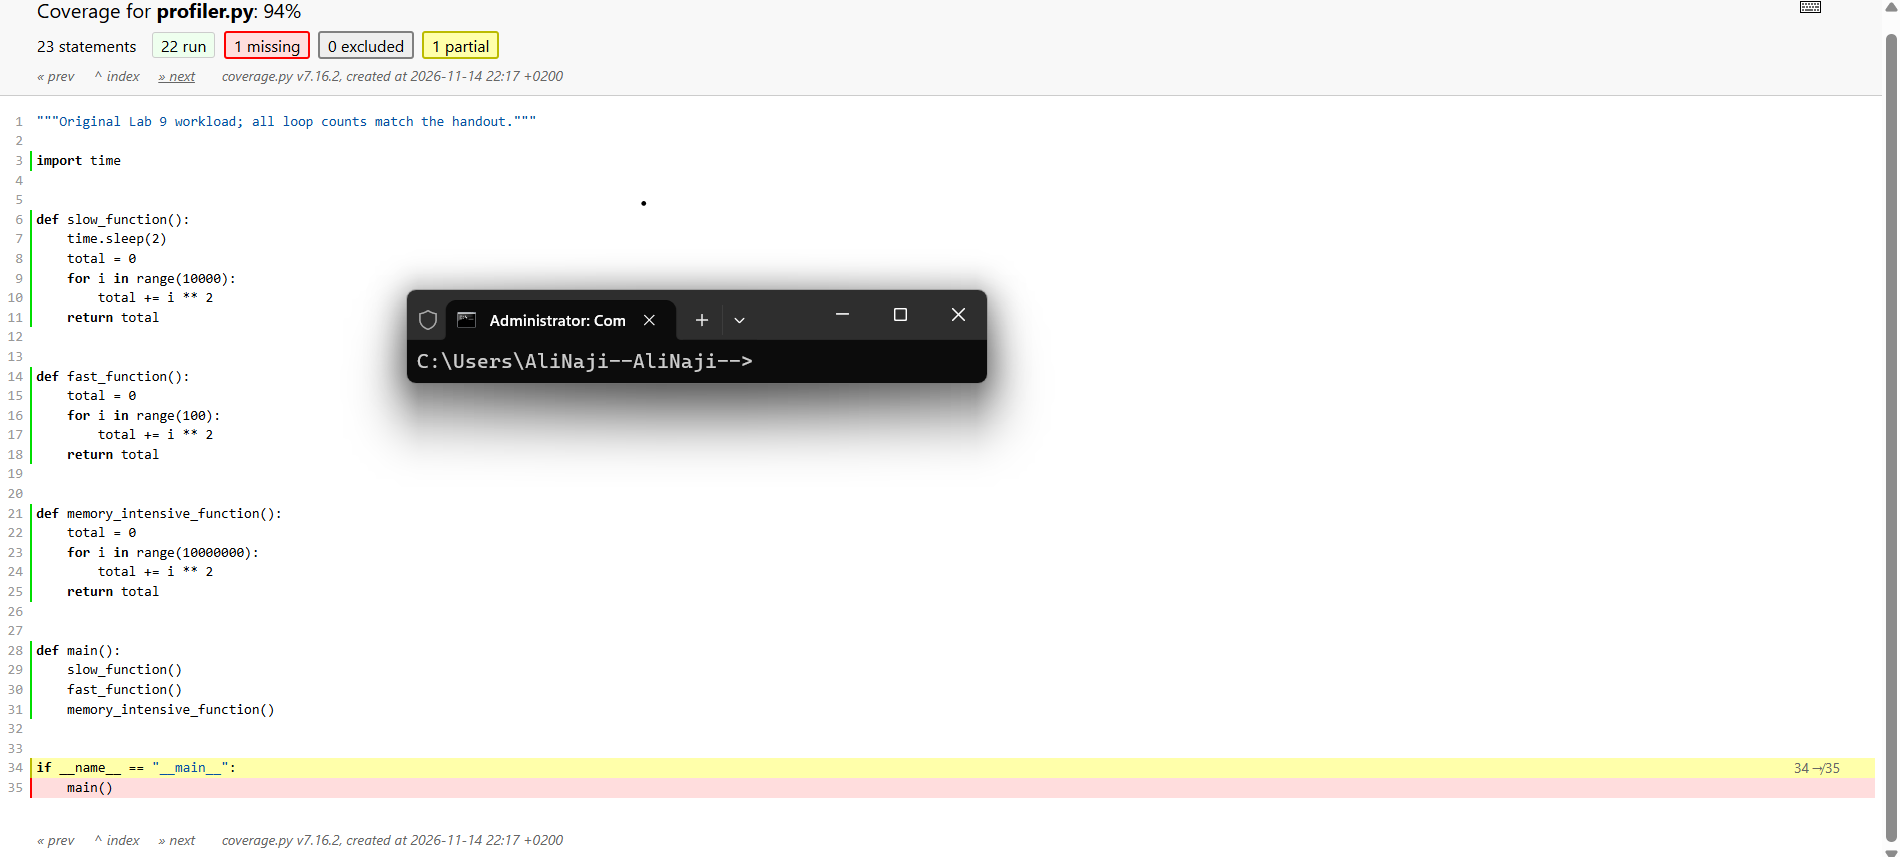 Coverage for profiler.py: 94%
23 statements 22 run 1 missing 0 excluded 1 partial
« prev ^ index » next coverage.py v7.16.2, created at 2026-11-14 22:17 +0200
1 """Original Lab 9 workload; all loop counts match the handout."""
2
3 import time
4
5
6 def slow_function():
7     time.sleep(2)
8     total = 0
9     for i in range(10000):
10         total += i ** 2
11     return total
12
13
14 def fast_function():
15     total = 0
16     for i in range(100):
17         total += i ** 2
18     return total
19
20
21 def memory_intensive_function():
22     total = 0
23     for i in range(10000000):
24         total += i ** 2
25     return total
26
27
28 def main():
29     slow_function()
30     fast_function()
31     memory_intensive_function()
32
33
34 if __name__ == "__main__": 34 ↛ 35
35     main()
« prev ^ index » next coverage.py v7.16.2, created at 2026-11-14 22:17 +0200
Administrator: Com
C:\Users\AliNaji--AliNaji-->